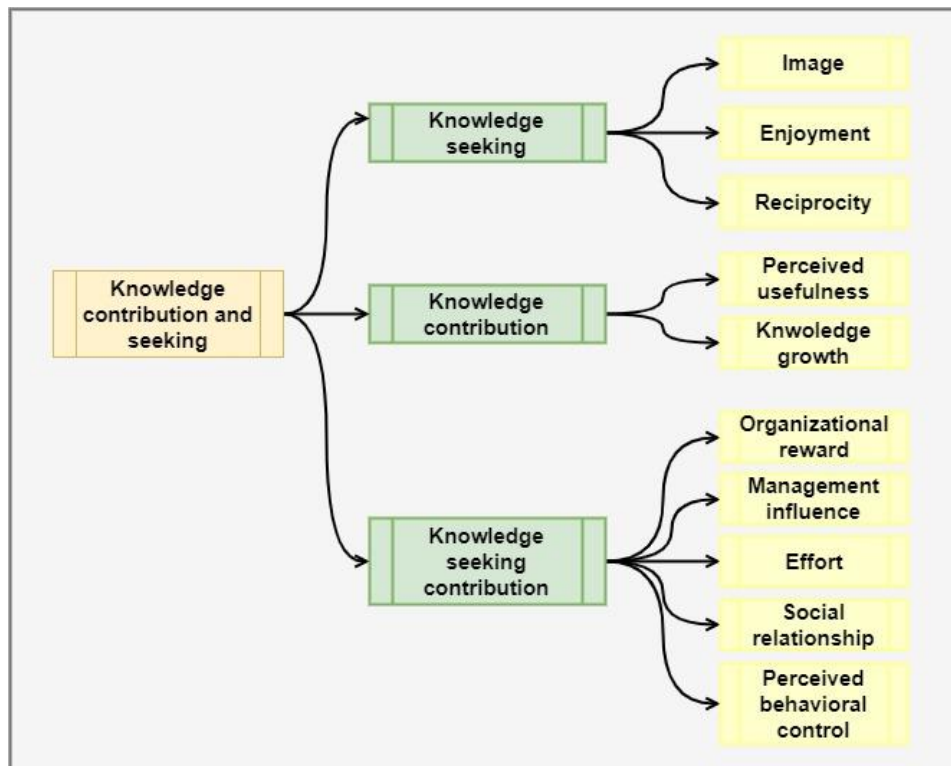 Knowledge
contribution and
seeking
Knowledge
seeking
Image
Enjoyment
Reciprocity
Knowledge
contribution
Perceived
usefulness
Knwoledge
growth
Knowledge
seeking
contribution
Organizational
reward
Management
influence
Effort
Social
relationship
Perceived
behavioral
control